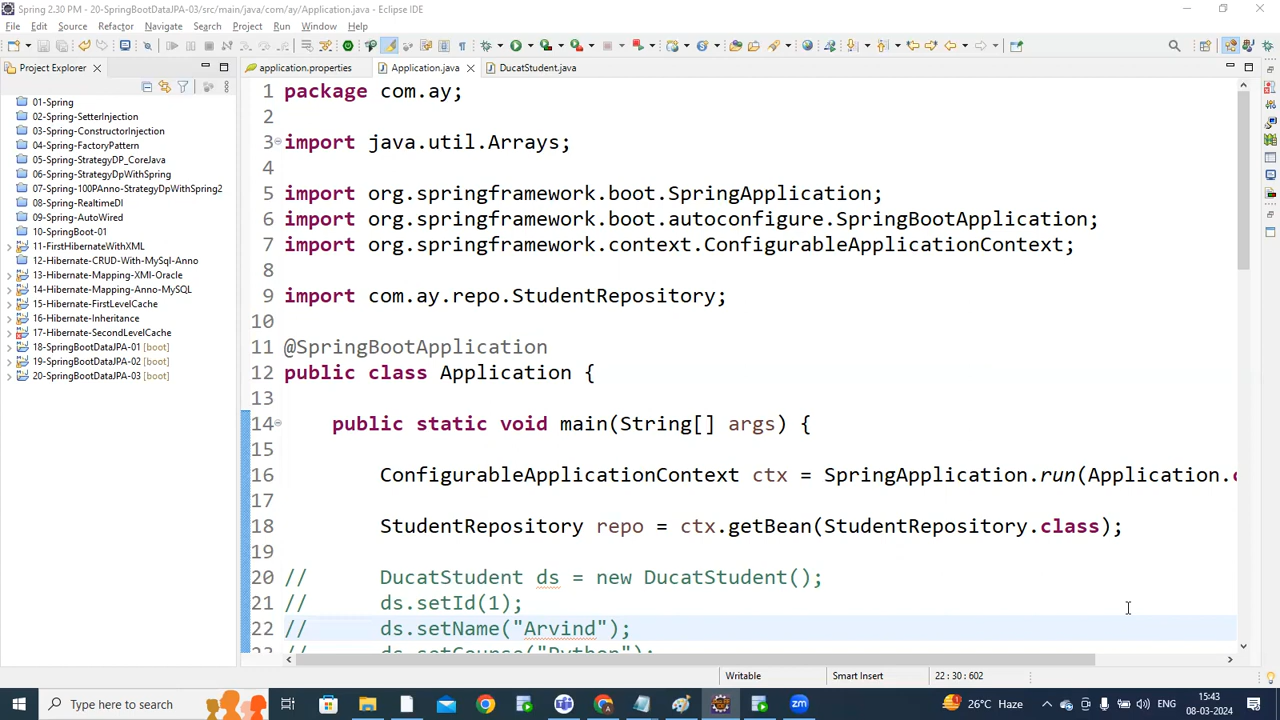 Spring 2.30 PM - 20-SpringBootDataJPA-03/src/main/java/com/ay/Application.java - Eclipse IDE
File Edit Source Refactor Navigate Search Project Run Window Help
Project Explorer
application.properties Application.java DucatStudent.java
01-Spring
02-Spring-SetterInjection
03-Spring-ConstructorInjection
04-Spring-FactoryPattern
05-Spring-StrategyDP_CoreJava
06-Spring-StrategyDpWithSpring
07-Spring-100PAnno-StrategyDpWithSpring2
08-Spring-RealtimeDI
09-Spring-AutoWired
10-SpringBoot-01
11-FirstHibernateWithXML
12-Hibernate-CRUD-With-MySql-Anno
13-Hibernate-Mapping-XMl-Oracle
14-Hibernate-Mapping-Anno-MySQL
15-Hibernate-FirstLevelCache
16-Hibernate-Inheritance
17-Hibernate-SecondLevelCache
18-SpringBootDataJPA-01 [boot]
19-SpringBootDataJPA-02 [boot]
20-SpringBootDataJPA-03 [boot]
1 package com.ay;
2
3 import java.util.Arrays;
4
5 import org.springframework.boot.SpringApplication;
6 import org.springframework.boot.autoconfigure.SpringBootApplication;
7 import org.springframework.context.ConfigurableApplicationContext;
8
9 import com.ay.repo.StudentRepository;
10
11 @SpringBootApplication
12 public class Application {
13
14 public static void main(String[] args) {
15
16 ConfigurableApplicationContext ctx = SpringApplication.run(Application.c
17
18 StudentRepository repo = ctx.getBean(StudentRepository.class);
19
20 // DucatStudent ds = new DucatStudent();
21 // ds.setId(1);
22 // ds.setName("Arvind");
23 // ds.setCourse("Python");
Writable Smart Insert 22 : 30 : 602
Type here to search
26°C Haze ENG 15:43
08-03-2024